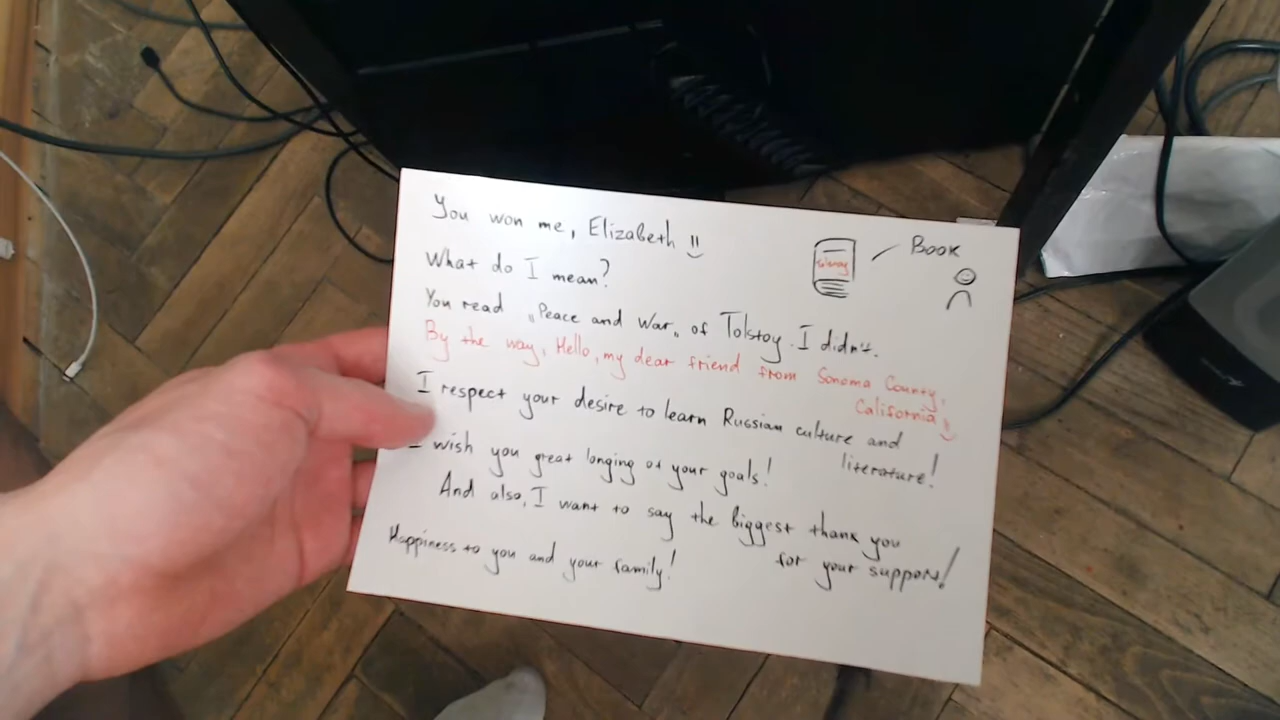 You won me, Elizabeth
Book
Tolstoy
What do I mean?
You read „Peace and War„ of Tolstoy. I didn't.
By the way, Hello, my dear friend from Sonoma County,
California
I respect your desire to learn Russian culture and
literature!
I wish you great longing of your goals!
And also, I want to say the biggest thank you
for your support!
Happiness to you and your family!